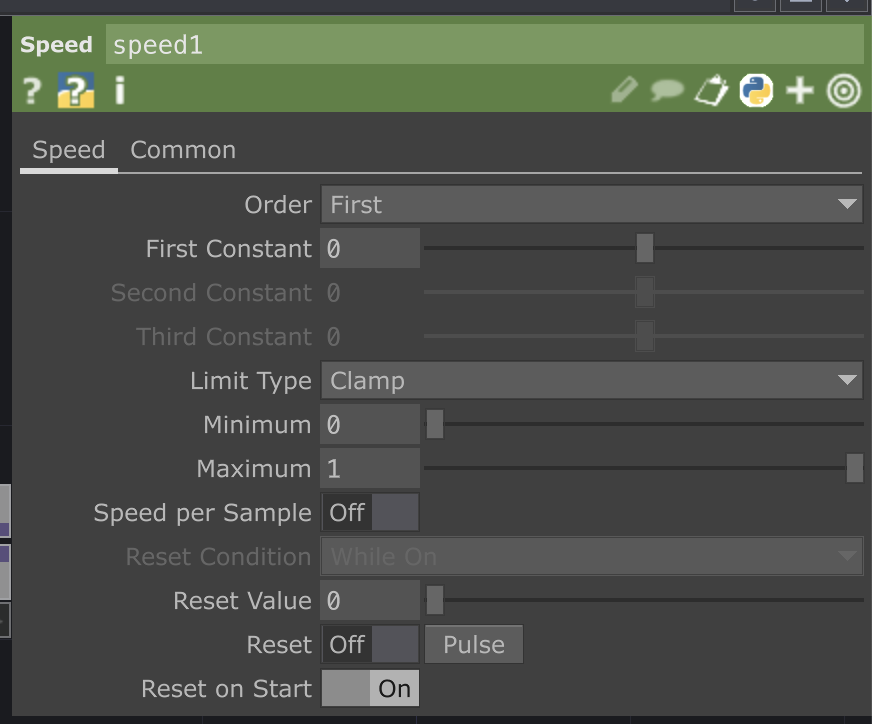 Speed speed1
? ? i
Speed Common
Order First
First Constant 0
Second Constant 0
Third Constant 0
Limit Type Clamp
Minimum 0
Maximum 1
Speed per Sample Off
Reset Condition While On
Reset Value 0
Reset Off Pulse
Reset on Start On